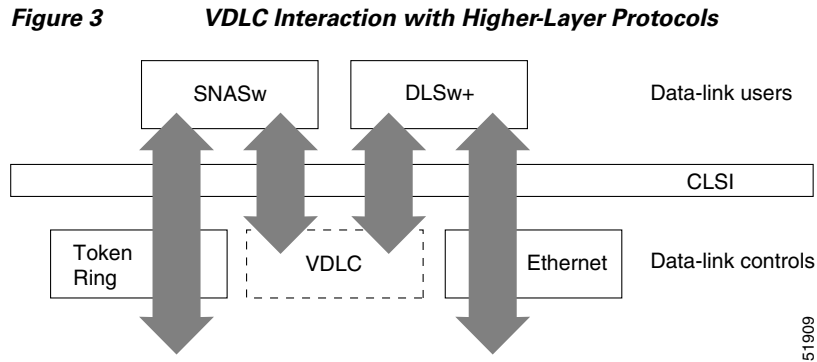 Figure 3 VDLC Interaction with Higher-Layer Protocols
SNASw DLSw+ Data-link users
CLSI
Token
Ring
VDLC Ethernet Data-link controls
51909